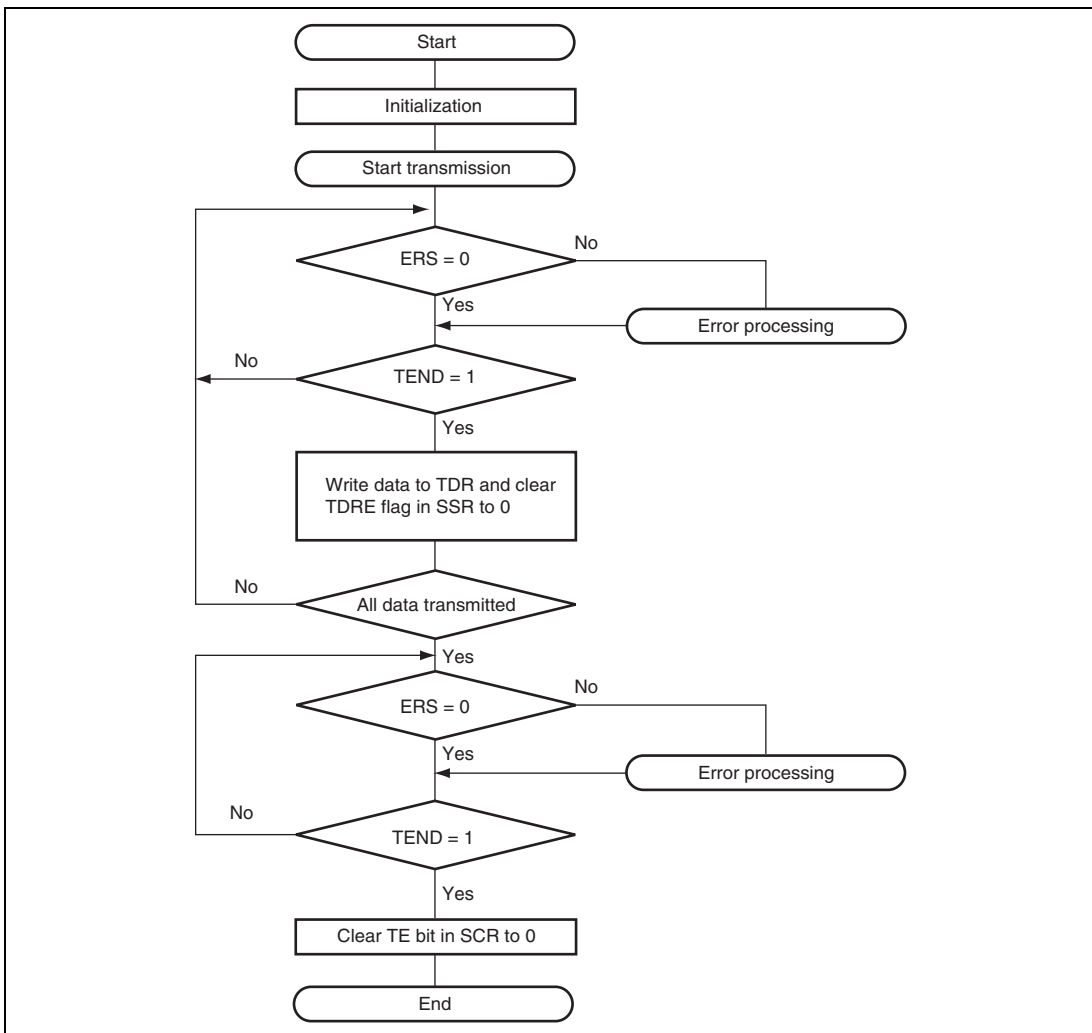 Start
Initialization
Start transmission
ERS = 0
No
Yes
Error processing
No
TEND = 1
Yes
Write data to TDR and clear
TDRE flag in SSR to 0
No
All data transmitted
Yes
ERS = 0
No
Yes
Error processing
No
TEND = 1
Yes
Clear TE bit in SCR to 0
End